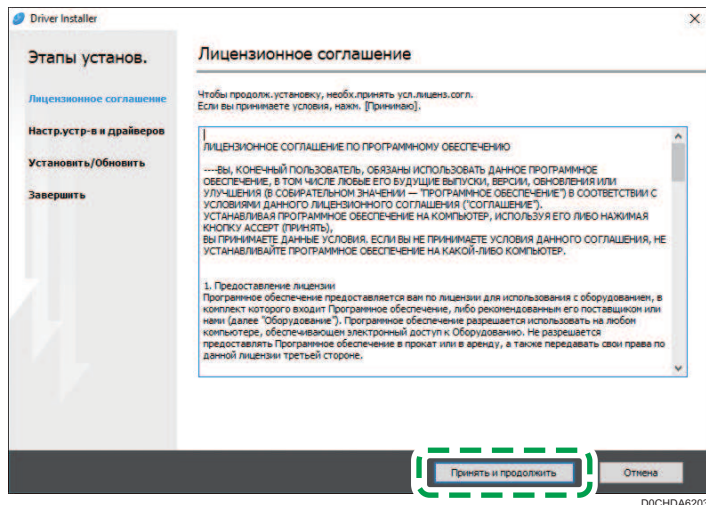 Driver Installer
Этапы установ.
Лицензионное соглашение
Настр.устр-в и драйверов
Установить/Обновить
Завершить
Лицензионное соглашение
Чтобы продолж.установку, необх.принять усл.лиценз.согл.
Если вы принимаете условия, нажм. [Принимаю].
ЛИЦЕНЗИОННОЕ СОГЛАШЕНИЕ ПО ПРОГРАММНОМУ ОБЕСПЕЧЕНИЮ
----ВЫ, КОНЕЧНЫЙ ПОЛЬЗОВАТЕЛЬ, ОБЯЗАНЫ ИСПОЛЬЗОВАТЬ ДАННОЕ ПРОГРАММНОЕ
ОБЕСПЕЧЕНИЕ, В ТОМ ЧИСЛЕ ЛЮБЫЕ ЕГО БУДУЩИЕ ВЫПУСКИ, ВЕРСИИ, ОБНОВЛЕНИЯ ИЛИ
УЛУЧШЕНИЯ (В СОБИРАТЕЛЬНОМ ЗНАЧЕНИИ — "ПРОГРАММНОЕ ОБЕСПЕЧЕНИЕ") В СООТВЕТСТВИИ С
УСЛОВИЯМИ ДАННОГО ЛИЦЕНЗИОННОГО СОГЛАШЕНИЯ ("СОГЛАШЕНИЕ").
УСТАНАВЛИВАЯ ПРОГРАММНОЕ ОБЕСПЕЧЕНИЕ НА КОМПЬЮТЕР, ИСПОЛЬЗУЯ ЕГО ЛИБО НАЖИМАЯ
КНОПКУ ACCEPT (ПРИНЯТЬ),
ВЫ ПРИНИМАЕТЕ ДАННЫЕ УСЛОВИЯ. ЕСЛИ ВЫ НЕ ПРИНИМАЕТЕ УСЛОВИЯ ДАННОГО СОГЛАШЕНИЯ, НЕ
УСТАНАВЛИВАЙТЕ ПРОГРАММНОЕ ОБЕСПЕЧЕНИЕ НА КАКОЙ-ЛИБО КОМПЬЮТЕР.
1. Предоставление лицензии
Программное обеспечение предоставляется вам по лицензии для использования с оборудованием, в
комплект которого входит Программное обеспечение, либо рекомендованным его поставщиком или
нами (далее "Оборудование"). Программное обеспечение разрешается использовать на любом
компьютере, обеспечивающем электронный доступ к Оборудованию. Не разрешается
предоставлять Программное обеспечение в прокат или в аренду, а также передавать свои права по
данной лицензии третьей стороне.
Принять и продолжить
Отмена
D0CHDA6203